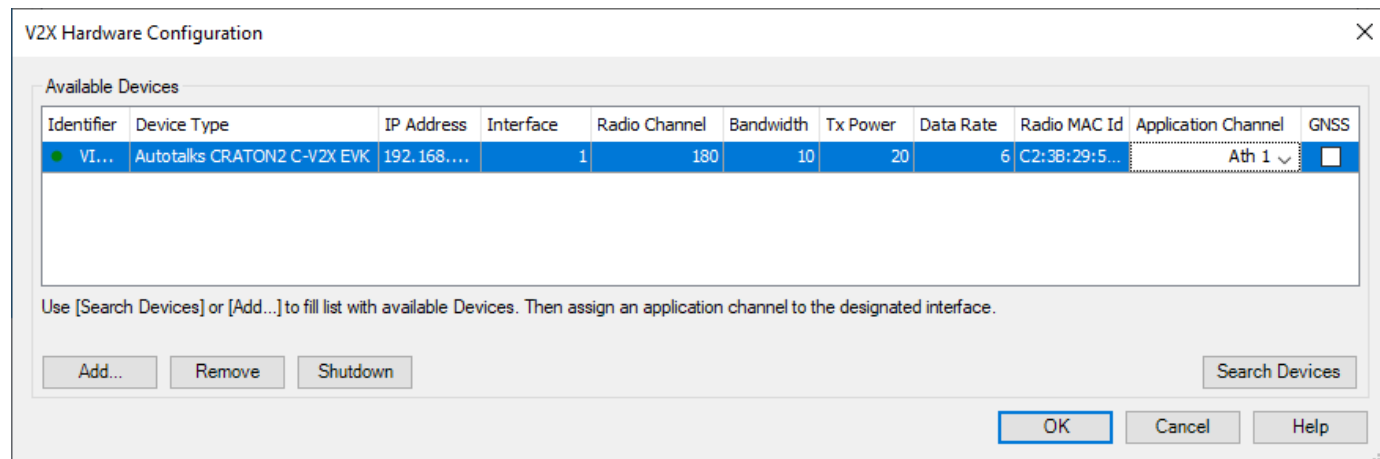 V2X Hardware Configuration
Available Devices
Identifier Device Type IP Address Interface Radio Channel Bandwidth Tx Power Data Rate Radio MAC Id Application Channel GNSS
VI... Autotalks CRATON2 C-V2X EVK 192.168.... 1 180 10 20 6 C2:3B:29:5... Ath 1
Use [Search Devices] or [Add...] to fill list with available Devices. Then assign an application channel to the designated interface.
Add... Remove Shutdown Search Devices
OK Cancel Help